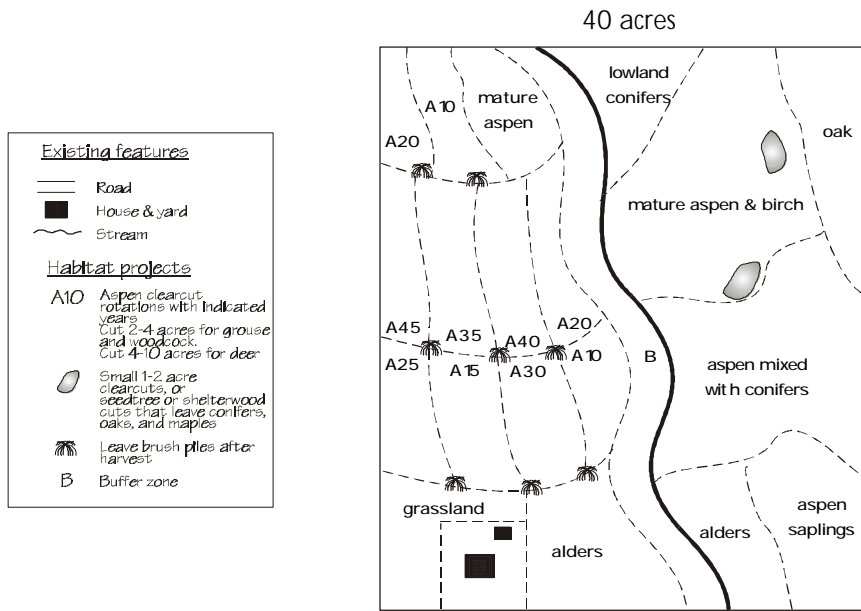 40 acres
Existing features
Road
House & yard
Stream
Habitat projects
A10
Aspen clearcut
rotations with indicated
years
Cut 2-4 acres for grouse
and woodcock.
Cut 4-10 acres for deer
Small 1-2 acre
clearcuts, or
seedtree or shelterwood
cuts that leave conifers,
oaks, and maples
Leave brush piles after
harvest
B
Buffer zone
A20
A10
mature
aspen
lowland
conifers
oak
mature aspen & birch
A45
A35
A40
A20
A25
A15
A30
A10
B
aspen mixed
with conifers
grassland
alders
alders
aspen
saplings